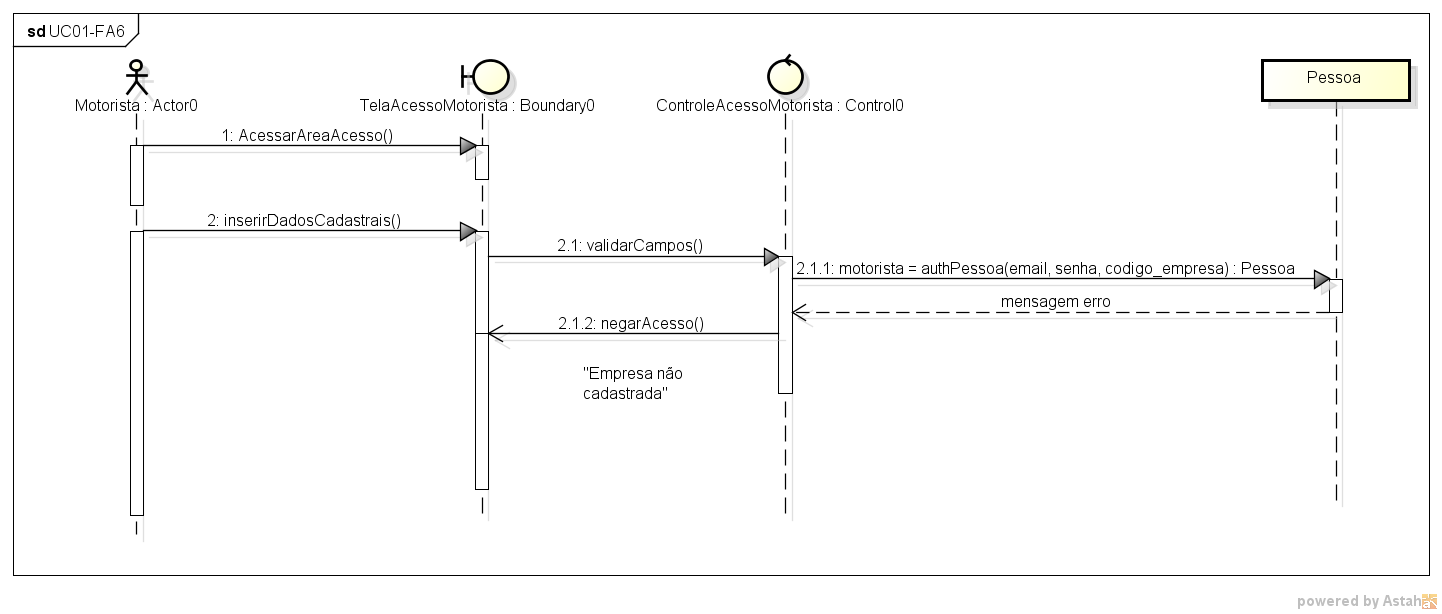 sd UC01-FA6
Motorista : Actor0
TelaAcessoMotorista : Boundary0
ControleAcessoMotorista : Control0
Pessoa
1: AcessarAreaAcesso()
2: inserirDadosCadastrais()
2.1: validarCampos()
2.1.1: motorista = authPessoa(email, senha, codigo_empresa) : Pessoa
mensagem erro
2.1.2: negarAcesso()
"Empresa não
cadastrada"
powered by Astah